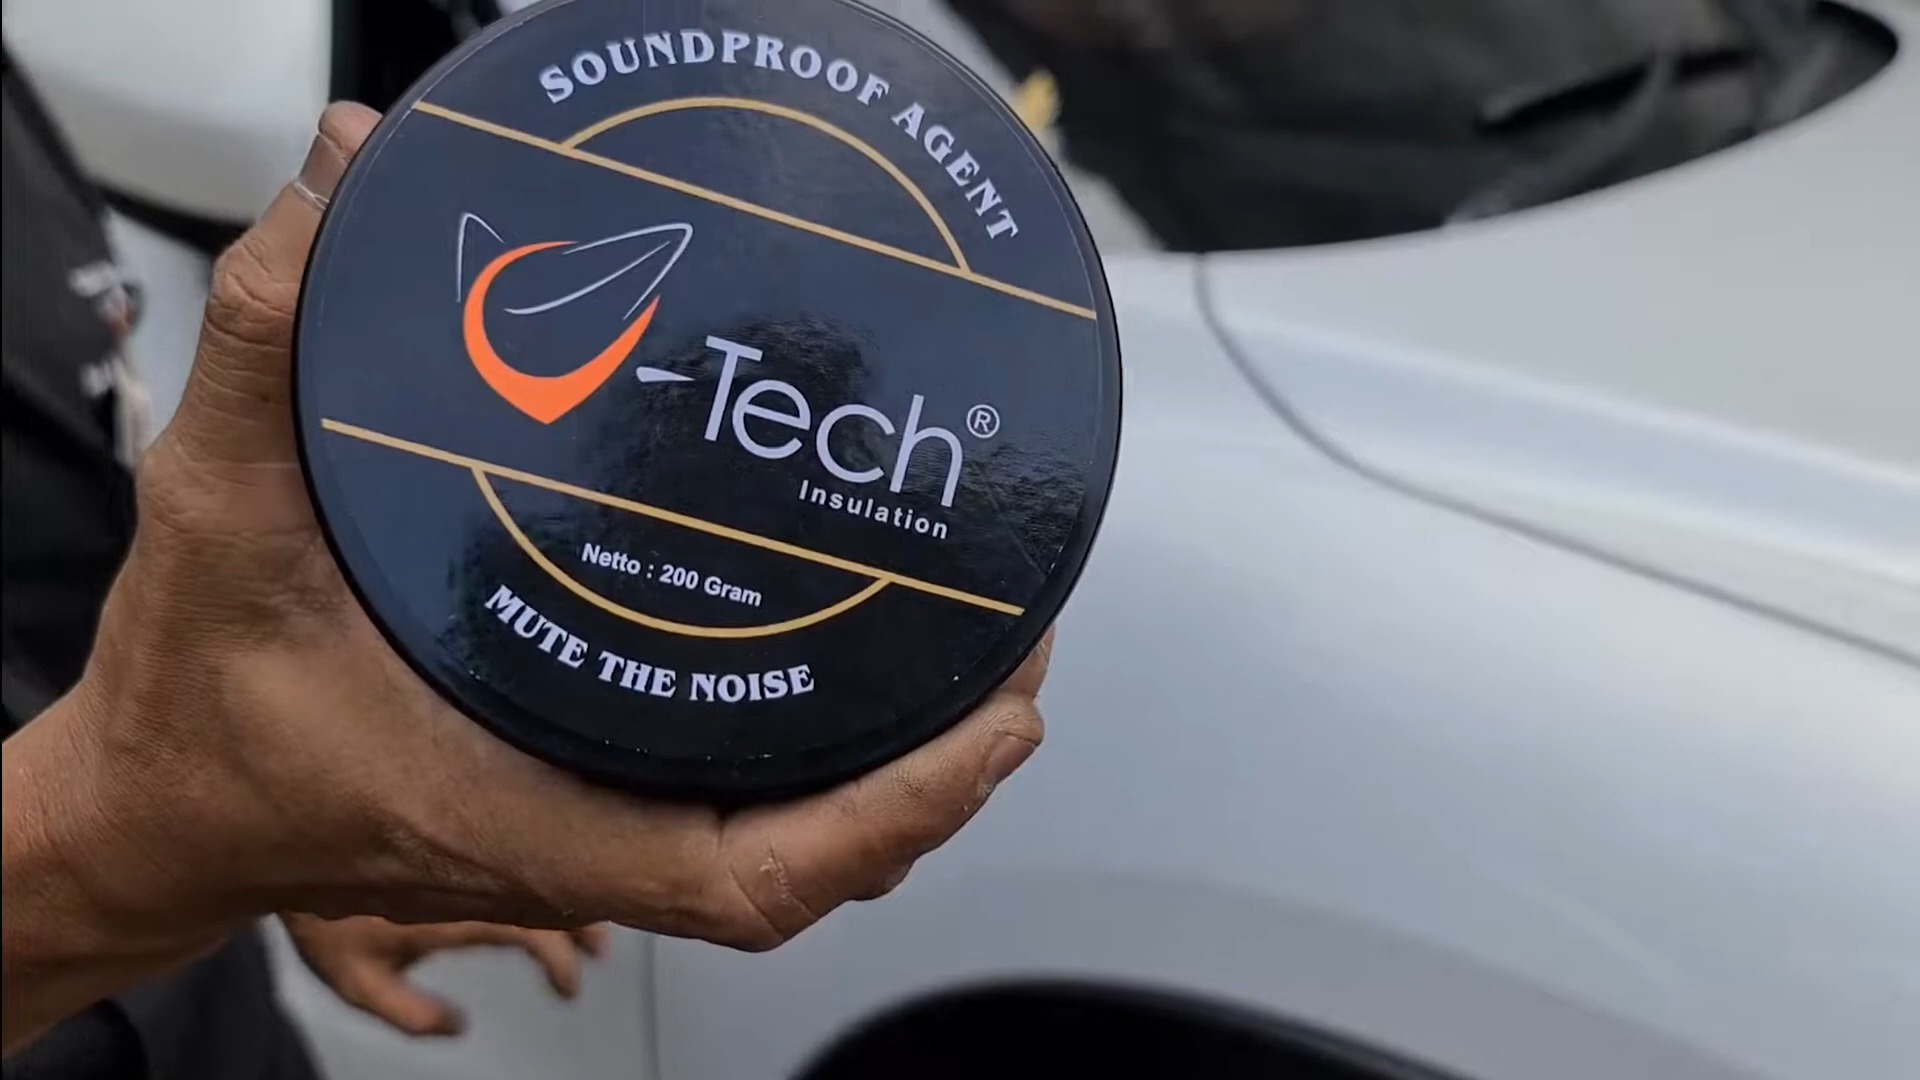 SOUNDPROOF AGENT
-Tech®
Insulation
Netto : 200 Gram
MUTE THE NOISE